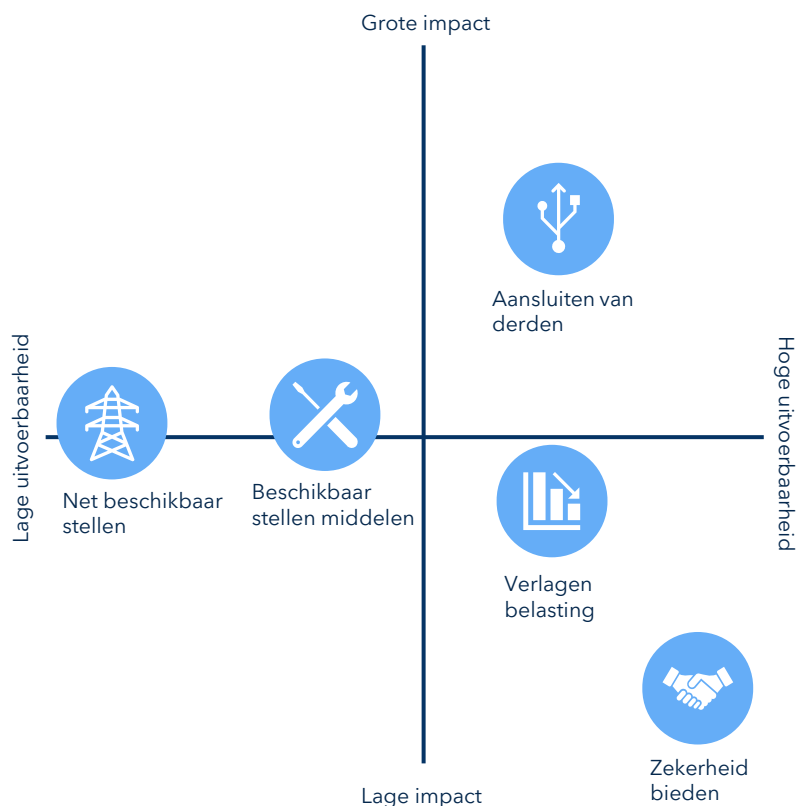 Grote impact
Aansluiten van
derden
Lage uitvoerbaarheid
Hoge uitvoerbaarheid
Net beschikbaar
stellen
Beschikbaar
stellen middelen
Verlagen
belasting
Zekerheid
bieden
Lage impact